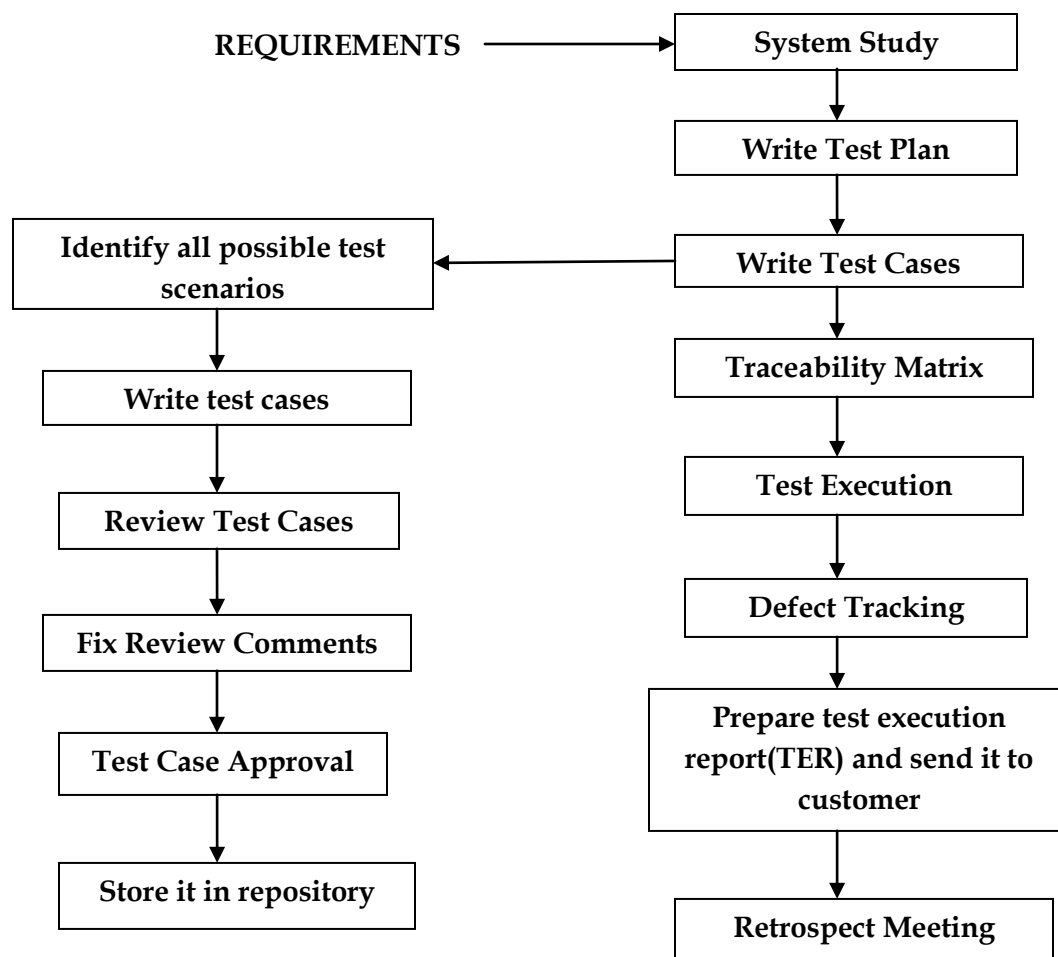 REQUIREMENTS
System Study
Write Test Plan
Write Test Cases
Identify all possible test
scenarios
Write test cases
Review Test Cases
Fix Review Comments
Test Case Approval
Store it in repository
Traceability Matrix
Test Execution
Defect Tracking
Prepare test execution
report(TER) and send it to
customer
Retrospect Meeting